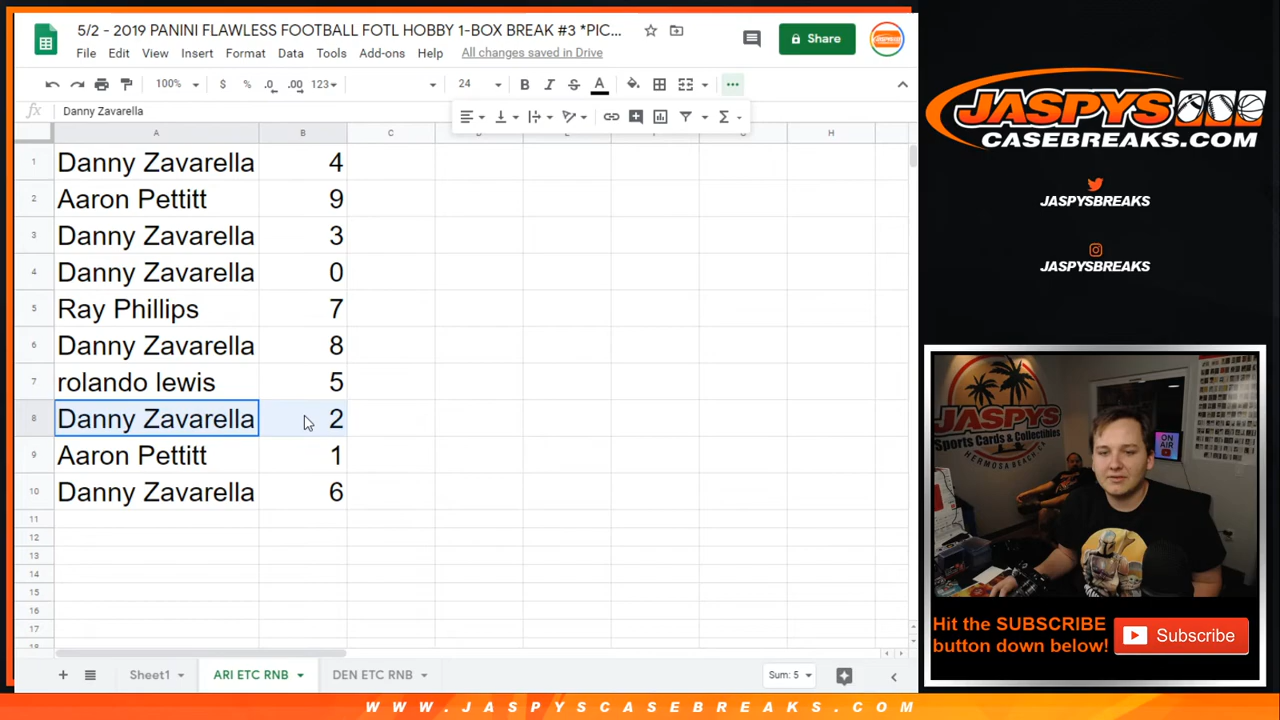 5/2 - 2019 PANINI FLAWLESS FOOTBALL FOTL HOBBY 1-BOX BREAK #3 *PIC...
File Edit View Insert Format Data Tools Add-ons Help All changes saved in Drive
Share
100% $ % .0 .00 123 24 B I S A
fx Danny Zavarella
A B C D E F G H
1 Danny Zavarella 4
2 Aaron Pettitt 9
3 Danny Zavarella 3
4 Danny Zavarella 0
5 Ray Phillips 7
6 Danny Zavarella 8
7 rolando lewis 5
8 Danny Zavarella 2
9 Aaron Pettitt 1
10 Danny Zavarella 6
11
12
13
14
15
16
17
18
Sheet1 ARI ETC RNB DEN ETC RNB Sum: 5
JASPYS
CASEBREAKS.COM
JASPYSBREAKS
JASPYSBREAKS
JASPYS
Sports Cards & Collectibles
HERMOSA BEACH
ON AIR
Hit the SUBSCRIBE
button down below!
Subscribe
WWW.JASPYSCASEBREAKS.COM